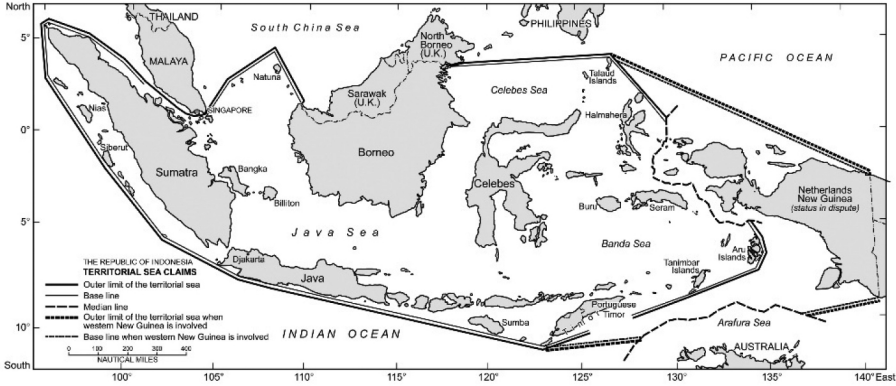 North
5°
0°
5°
10°
South
THAILAND
South China Sea
PHILIPPINES
MALAYA
North
Borneo
(U.K.)
PACIFIC OCEAN
Natuna
Sarawak
(U.K.)
Celebes Sea
Talaud
Islands
SINGAPORE
Nias
Halmahera
Siberut
Sumatra
Bangka
Borneo
Billiton
Celebes
Buru
Seram
Netherlands
New Guinea
(status in dispute)
Java Sea
Banda Sea
Aru
Islands
Djakarta
Java
Tanimbar
Islands
Sumba
Portuguese
Timor
Arafura Sea
INDIAN OCEAN
AUSTRALIA
THE REPUBLIC OF INDONESIA
TERRITORIAL SEA CLAIMS
Outer limit of the territorial sea
Base line
Median line
Outer limit of the territorial sea when
western New Guinea is involved
Base line when western New Guinea is involved
0 100 200 300 400
NAUTICAL MILES
100° 105° 110° 115° 120° 125° 130° 135° 140° East